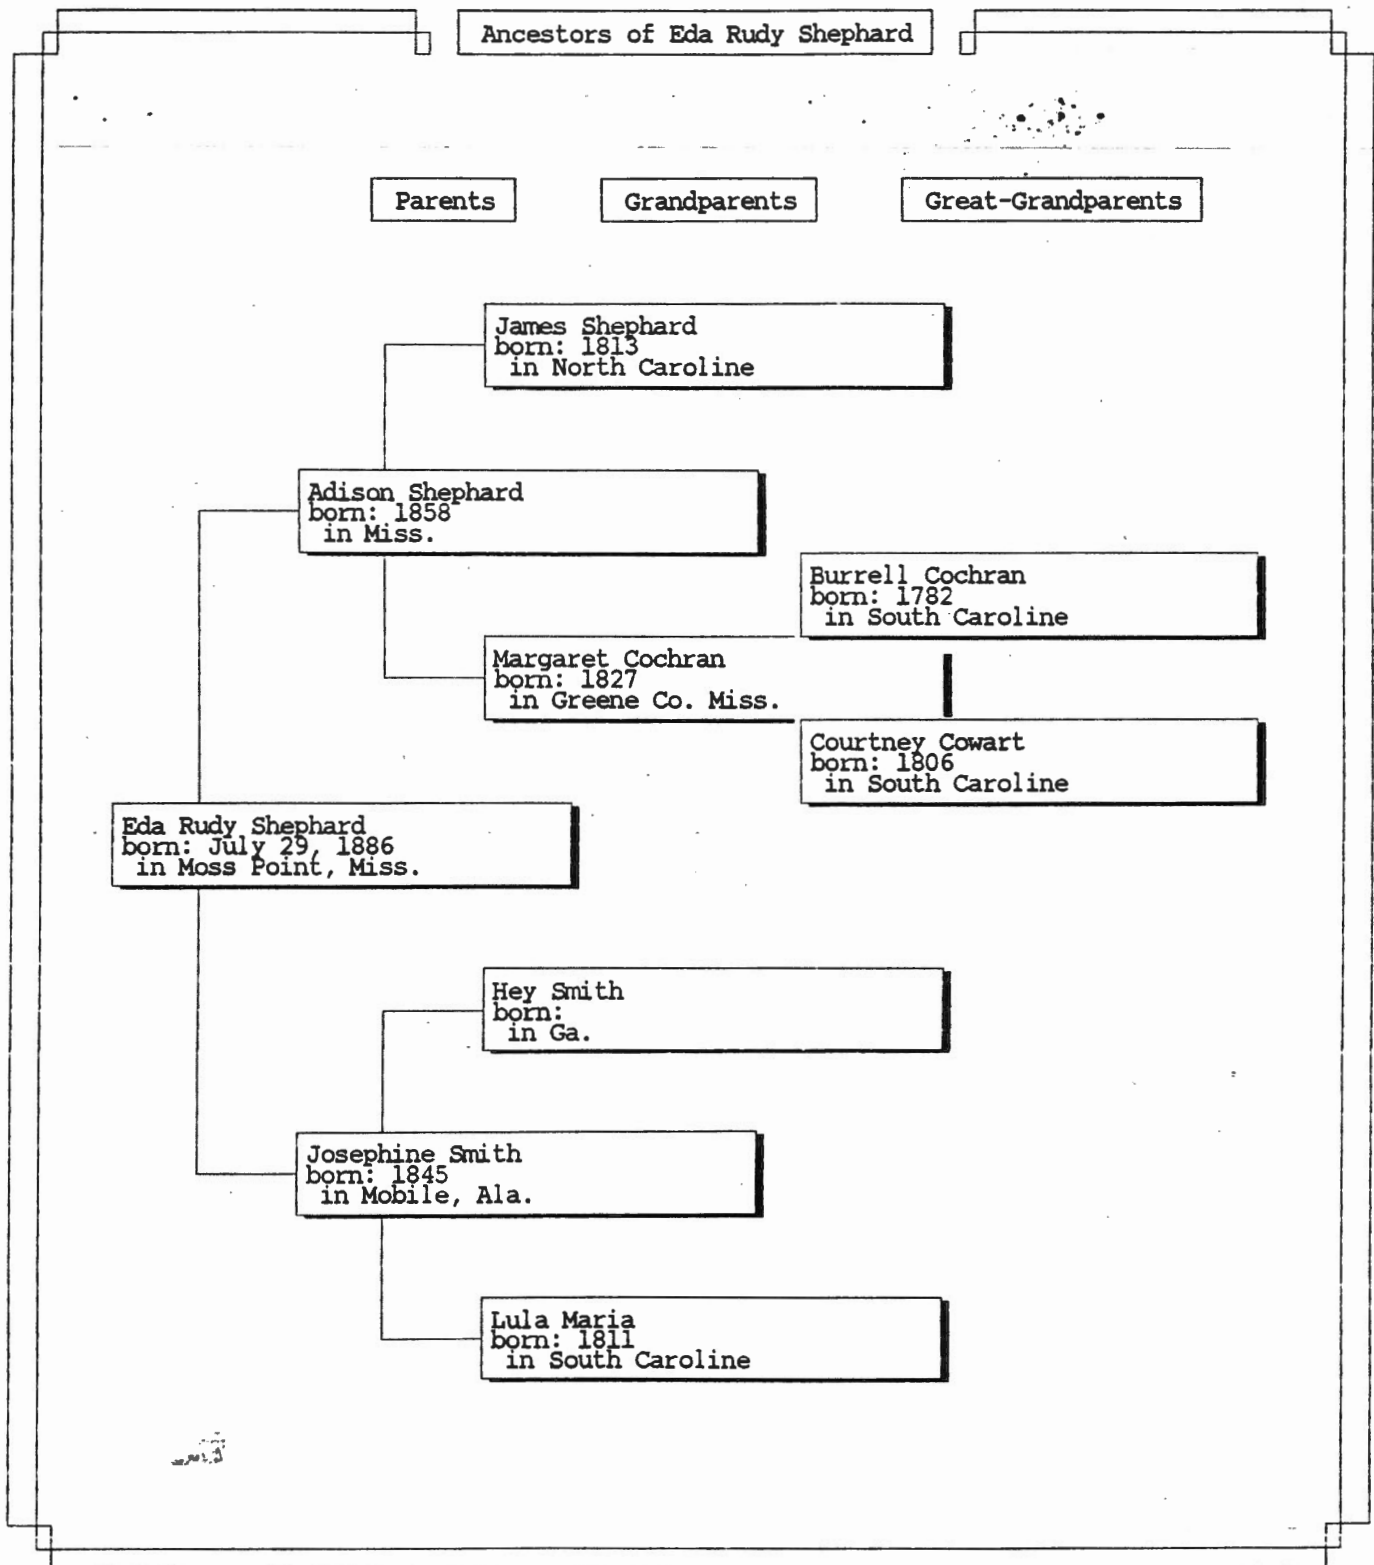 Ancestors of Eda Rudy Shephard
Parents
Grandparents
Great-Grandparents
James Shephard
born: 1813
in North Caroline
Adison Shephard
born: 1858
in Miss.
Burrell Cochran
born: 1782
in South Caroline
Margaret Cochran
born: 1827
in Greene Co. Miss.
Courtney Cowart
born: 1806
in South Caroline
Eda Rudy Shephard
born: July 29, 1886
in Moss Point, Miss.
Hey Smith
born:
in Ga.
Josephine Smith
born: 1845
in Mobile, Ala.
Lula Maria
born: 1811
in South Caroline